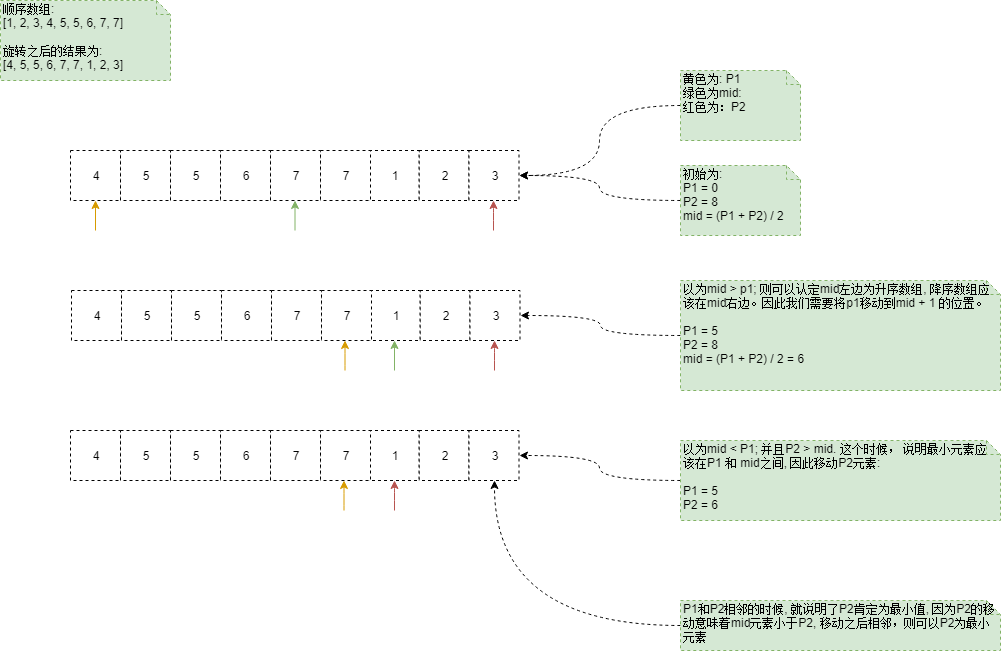 顺序数组:
[1, 2, 3, 4, 5, 5, 6, 7, 7]
旋转之后的结果为:
[4, 5, 5, 6, 7, 7, 1, 2, 3]
黄色为: P1
绿色为mid:
红色为：P2
4 5 5 6 7 7 1 2 3
初始为:
P1 = 0
P2 = 8
mid = (P1 + P2) / 2
以为mid > p1; 则可以认定mid左边为升序数组, 降序数组应
该在mid右边。因此我们需要将p1移动到mid + 1 的位置。
4 5 5 6 7 7 1 2 3
P1 = 5
P2 = 8
mid = (P1 + P2) / 2 = 6
以为mid < P1; 并且P2 > mid. 这个时候，说明最小元素应
该在P1 和 mid之间, 因此移动P2元素:
4 5 5 6 7 7 1 2 3
P1 = 5
P2 = 6
P1和P2相邻的时候, 就说明了P2肯定为最小值, 因为P2的移
动意味着mid元素小于P2, 移动之后相邻，则可以P2为最小
元素